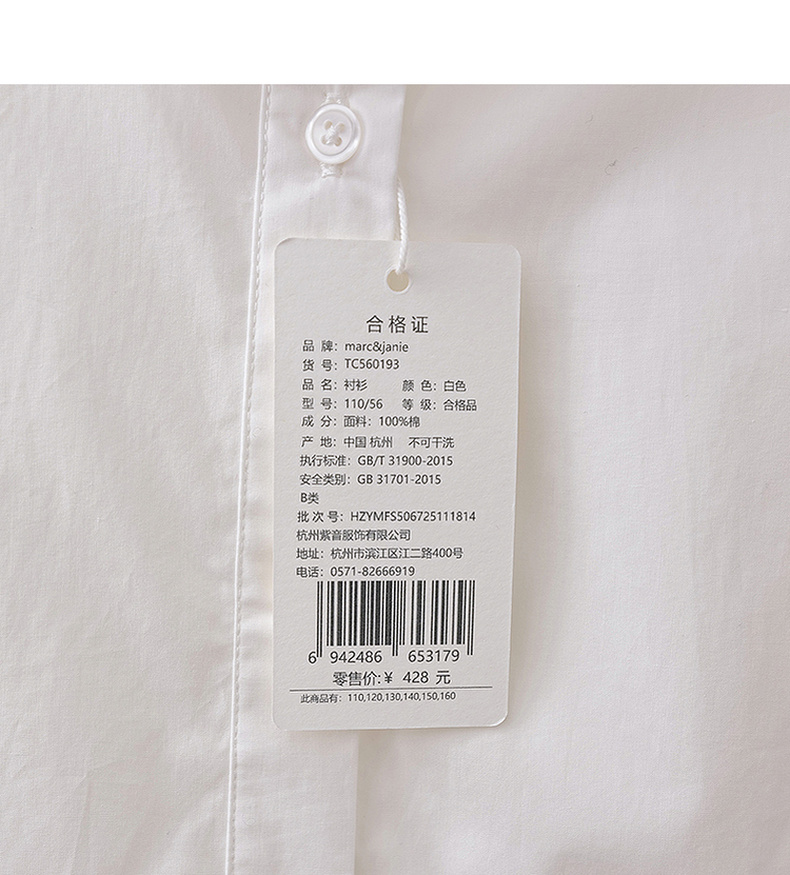 合格证
品 牌：marc&janie
货 号：TC560193
品 名：衬衫 颜 色：白色
型 号：110/56 等 级：合格品
成 分：面料：100%棉
产 地：中国 杭州 不可干洗
执行标准：GB/T 31900-2015
安全类别：GB 31701-2015
B类
批 次 号：HZYMFS506725111814
杭州紫音服饰有限公司
地址：杭州市滨江区江二路400号
电话：0571-82666919
6 942486 653179
零售价:¥ 428 元
此商品有：110,120,130,140,150,160